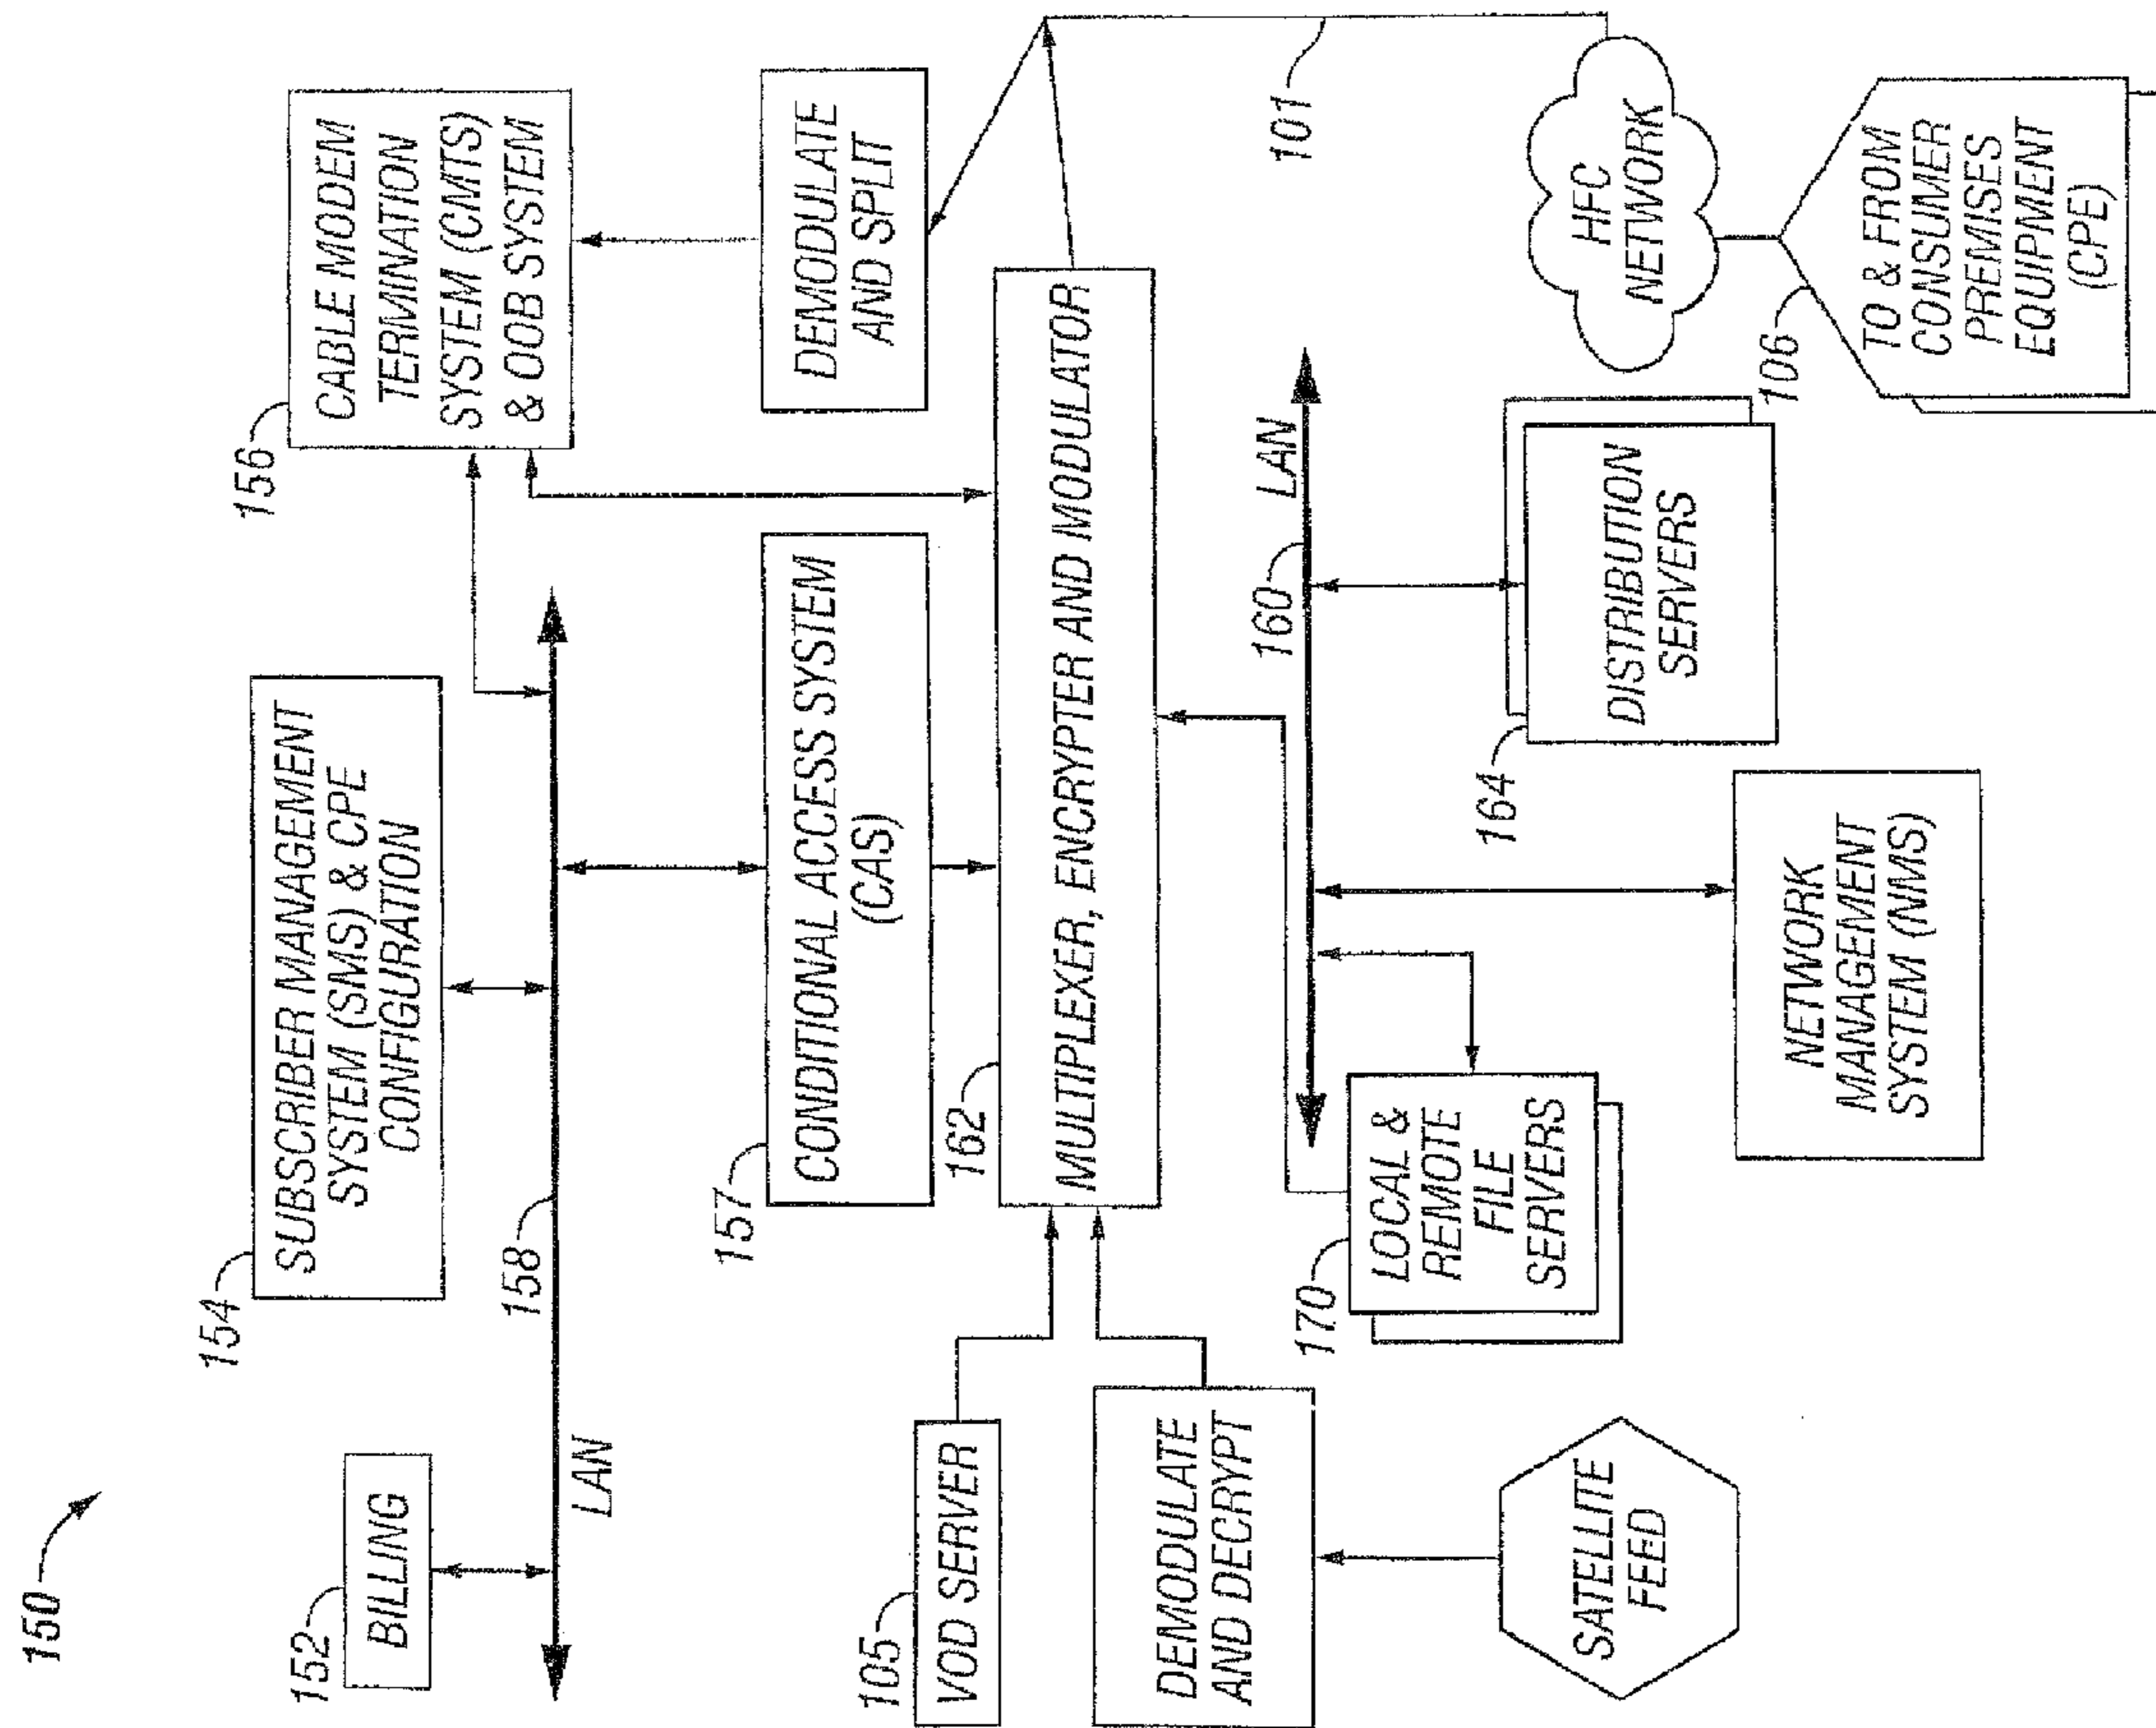 150
152
BILLING
154
SUBSCRIBER MANAGEMENT
SYSTEM (SMS) & CPE
CONFIGURATION
156
CABLE MODEM
TERMINATION
SYSTEM (CMTS)
& OOB SYSTEM
158
LAN
105
VOD SERVER
157
CONDITIONAL ACCESS SYSTEM
(CAS)
DEMODULATE
AND SPLIT
162
MULTIPLEXER, ENCRYPTER AND MODULATOR
DEMODULATE
AND DECRYPT
101
160
LAN
170
LOCAL &
REMOTE
FILE
SERVERS
164
DISTRIBUTION
SERVERS
HFC
NETWORK
SATELLITE
FEED
NETWORK
MANAGEMENT
SYSTEM (NMS)
106
TO & FROM
CONSUMER
PREMISES
EQUIPMENT
(CPE)